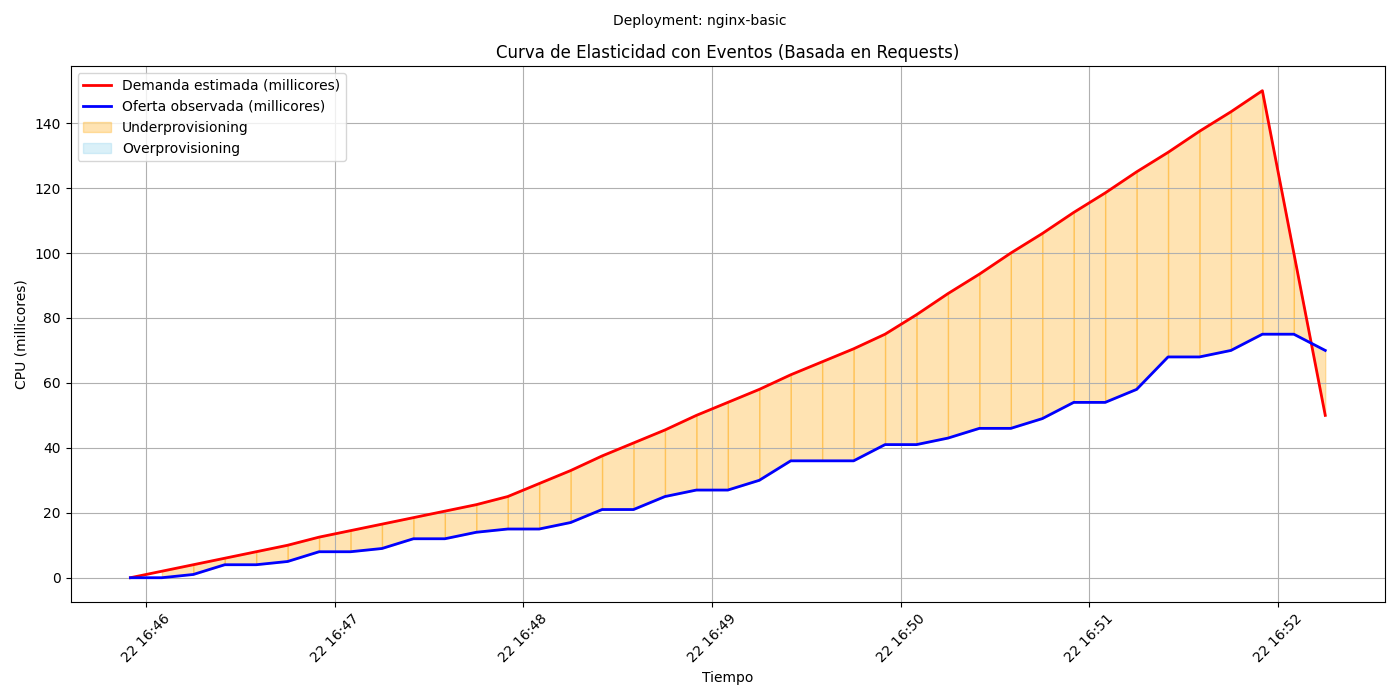 Deployment: nginx-basic
Curva de Elasticidad con Eventos (Basada en Requests)
Demanda estimada (millicores)
Oferta observada (millicores)
Underprovisioning
Overprovisioning
CPU (millicores)
140
120
100
80
60
40
20
0
22 16:46
22 16:47
22 16:48
22 16:49
22 16:50
22 16:51
22 16:52
Tiempo